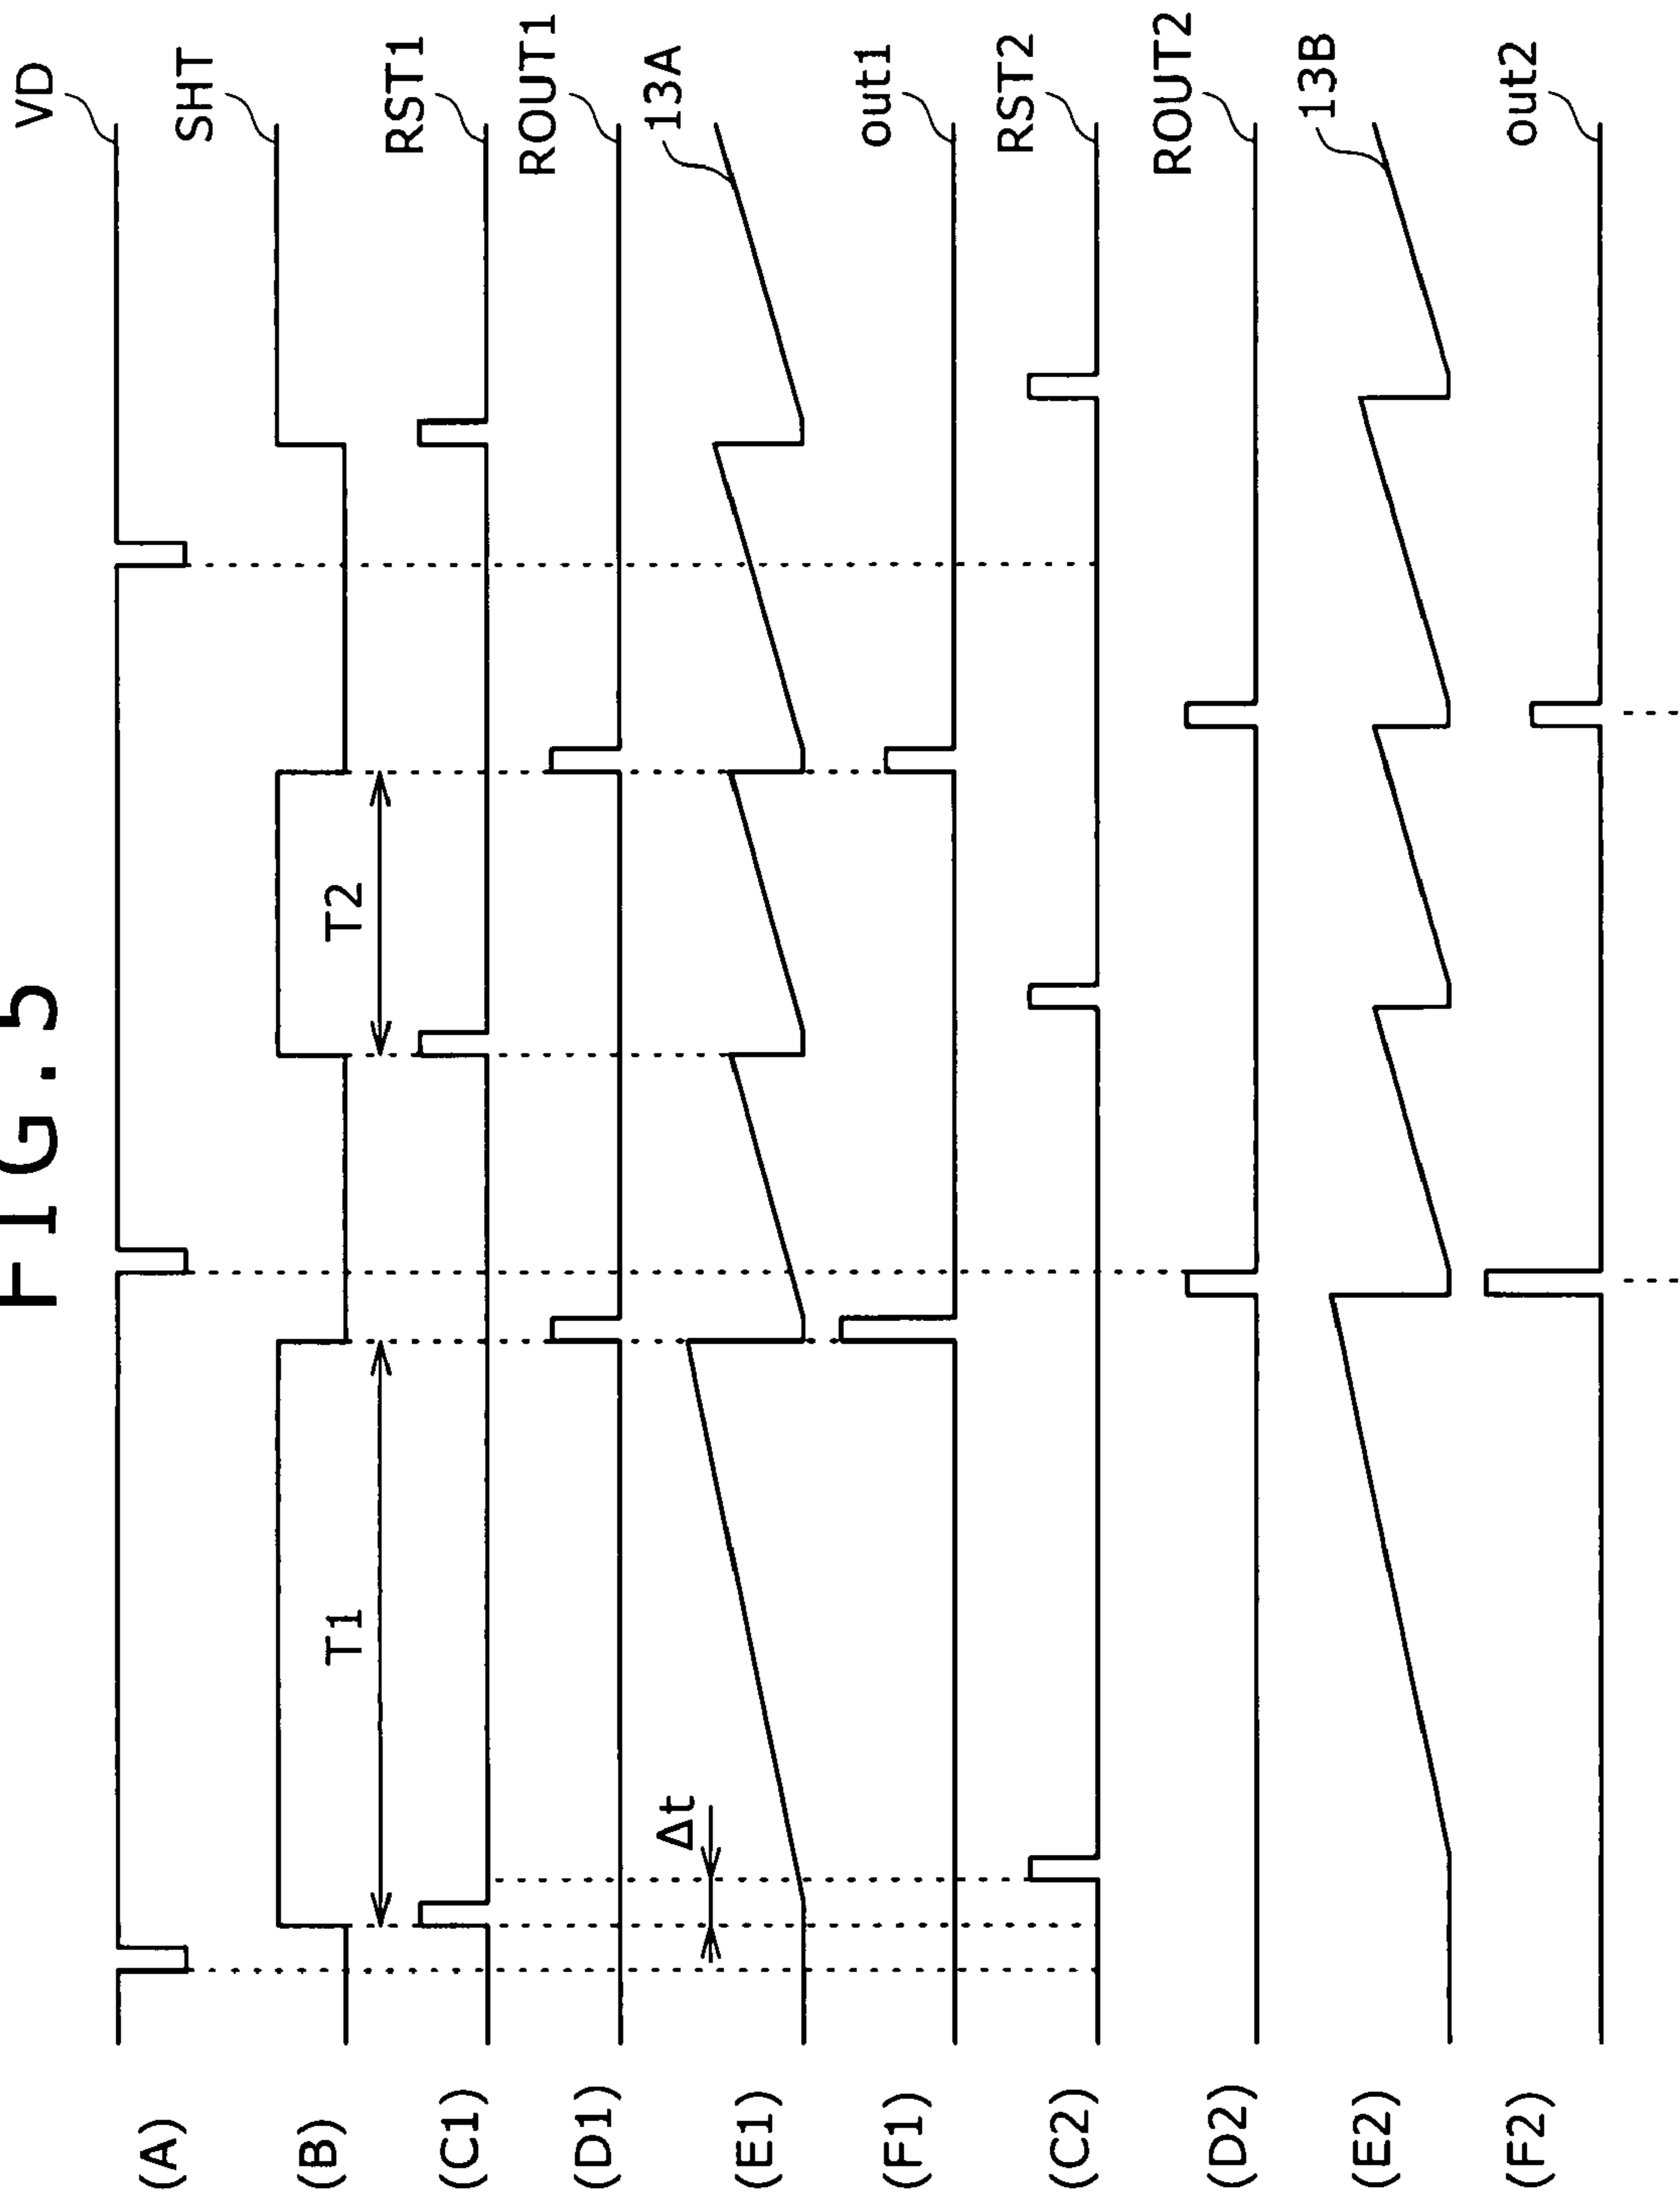 FIG. 5
(A) VD
(B) SHT
T1 T2
(C1) RST1
(D1) ROUT1
Δt
(E1) 13A
(F1) out1
(C2) RST2
(D2) ROUT2
(E2) 13B
(F2) out2